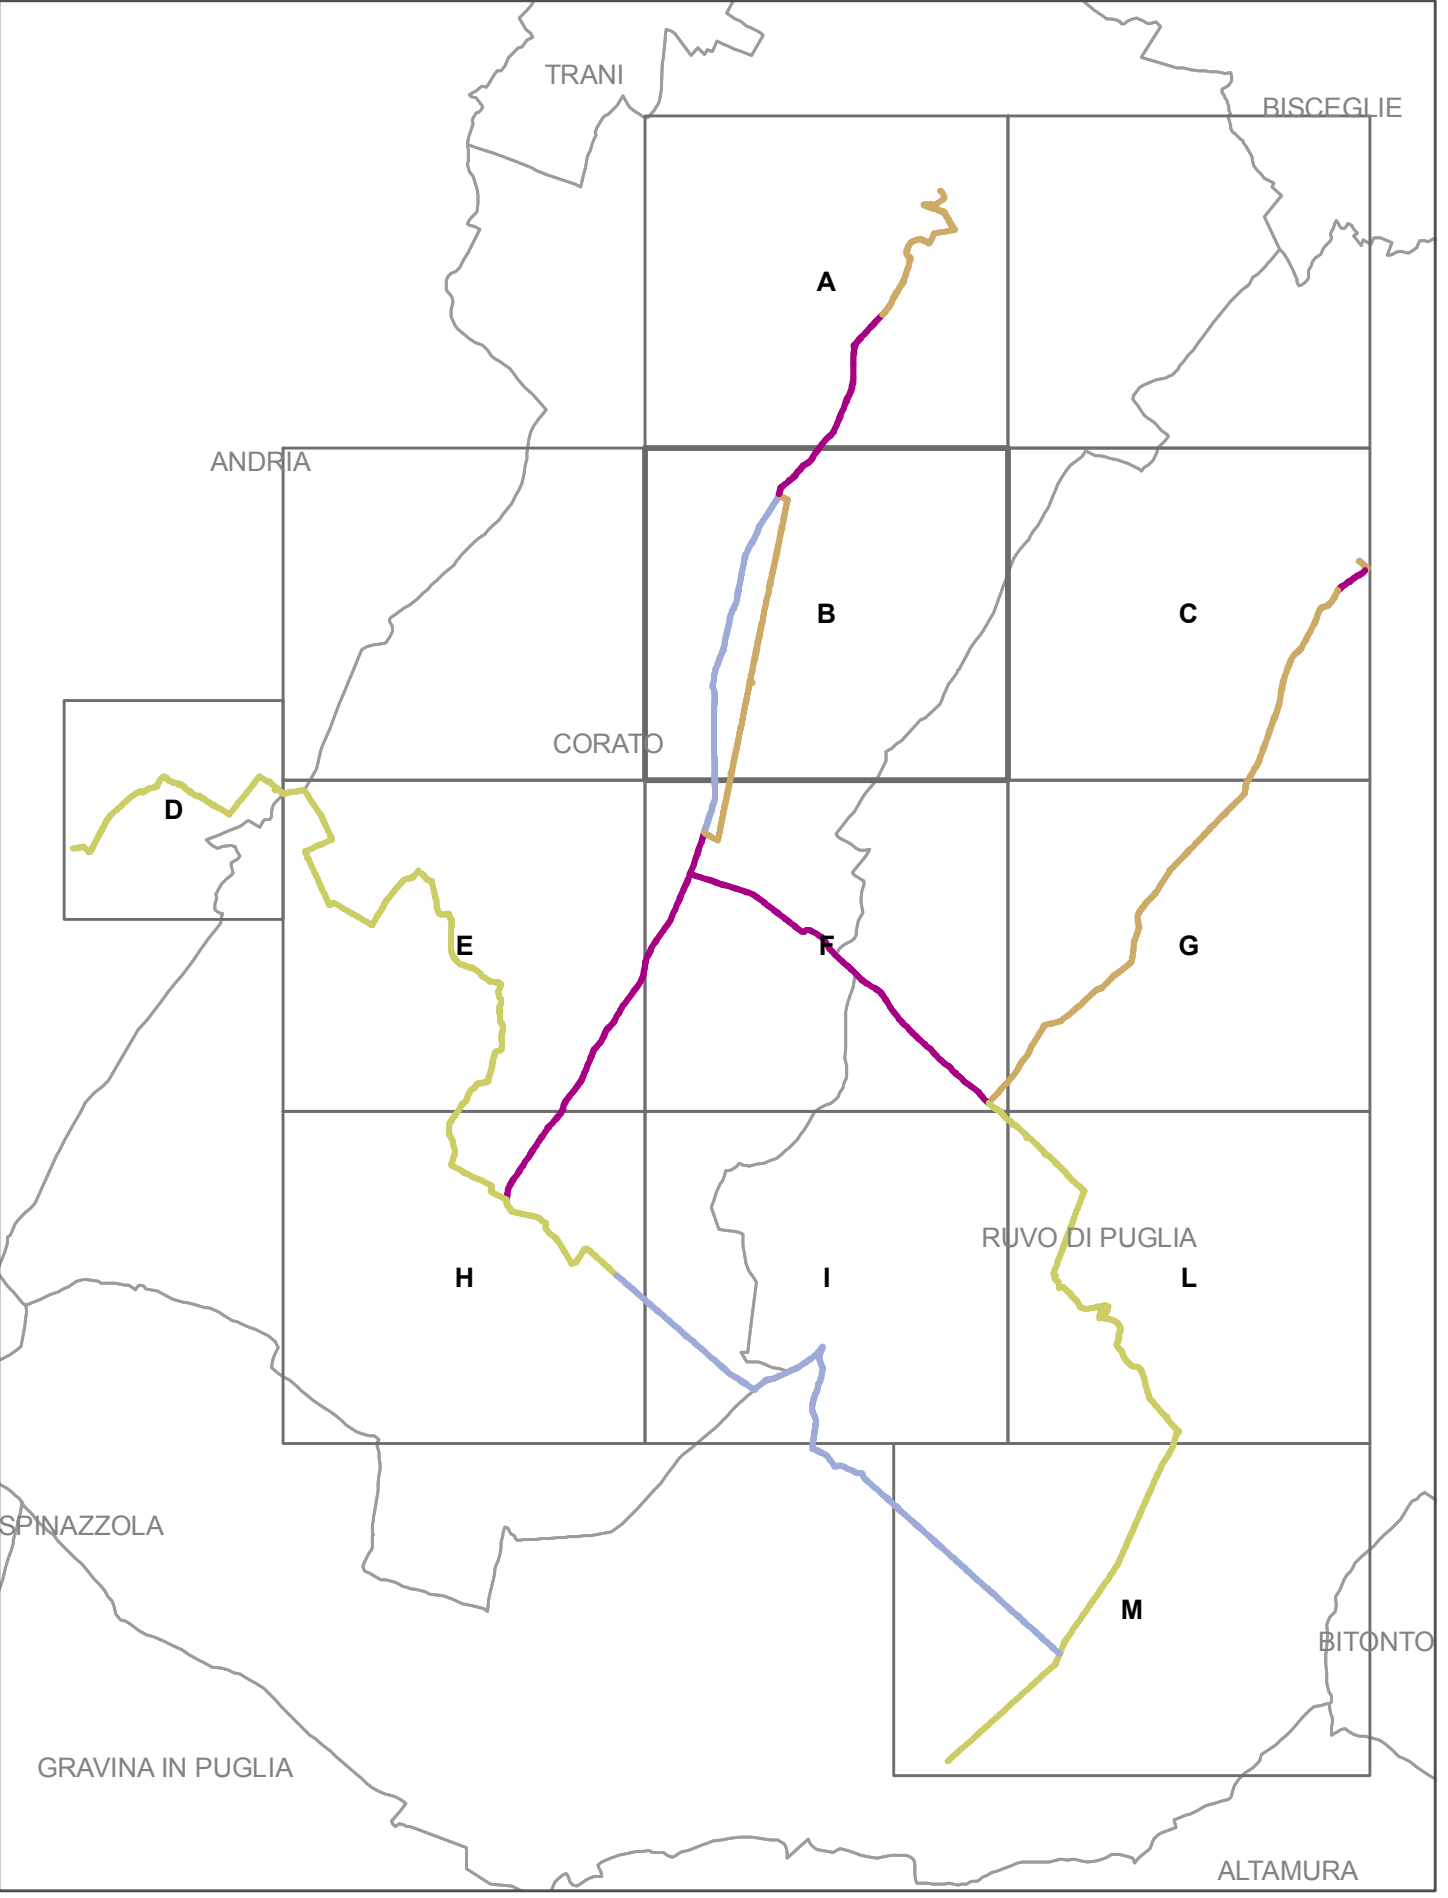 TRANI
BISCEGLIE
A
ANDRIA
B
C
CORATO
D
E
F
G
RUVO DI PUGLIA
H
I
L
SPINAZZOLA
M
BITONTO
GRAVINA IN PUGLIA
ALTAMURA